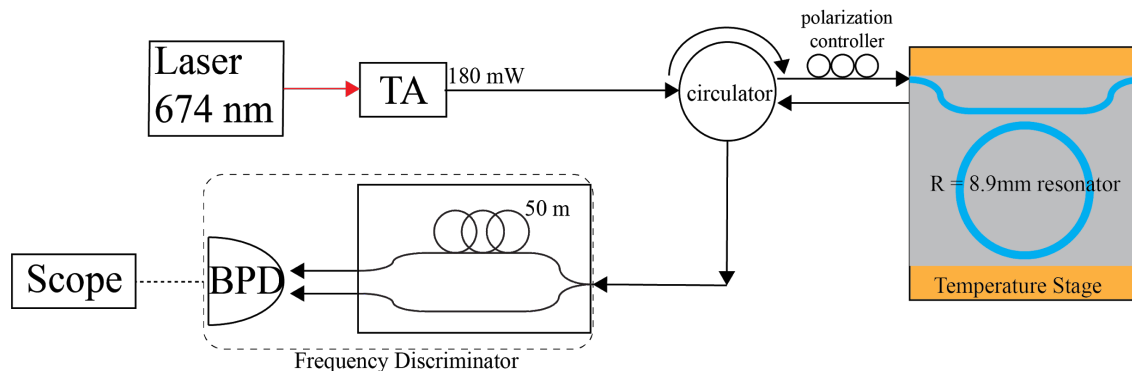 Laser
674 nm
TA
180 mW
circulator
polarization
controller
R = 8.9mm resonator
Temperature Stage
Scope
BPD
50 m
Frequency Discriminator